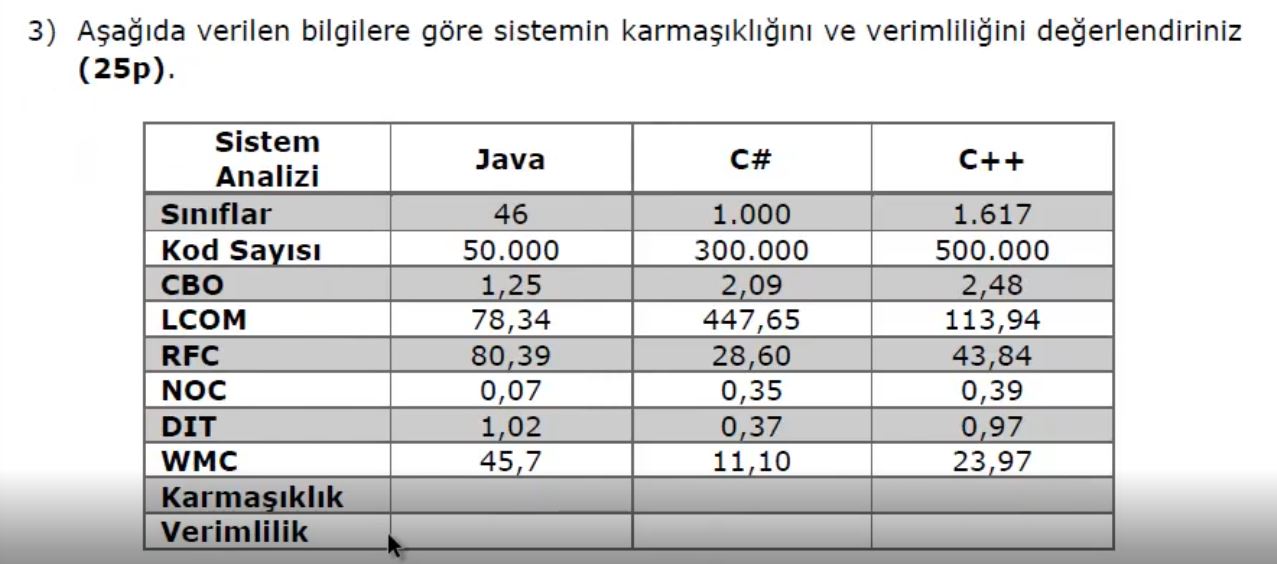 3) Aşağıda verilen bilgilere göre sistemin karmaşıklığını ve verimliliğini değerlendiriniz
(25p).
Sistem Analizi Java C# C++
Sınıflar 46 1.000 1.617
Kod Sayısı 50.000 300.000 500.000
CBO 1,25 2,09 2,48
LCOM 78,34 447,65 113,94
RFC 80,39 28,60 43,84
NOC 0,07 0,35 0,39
DIT 1,02 0,37 0,97
WMC 45,7 11,10 23,97
Karmaşıklık
Verimlilik